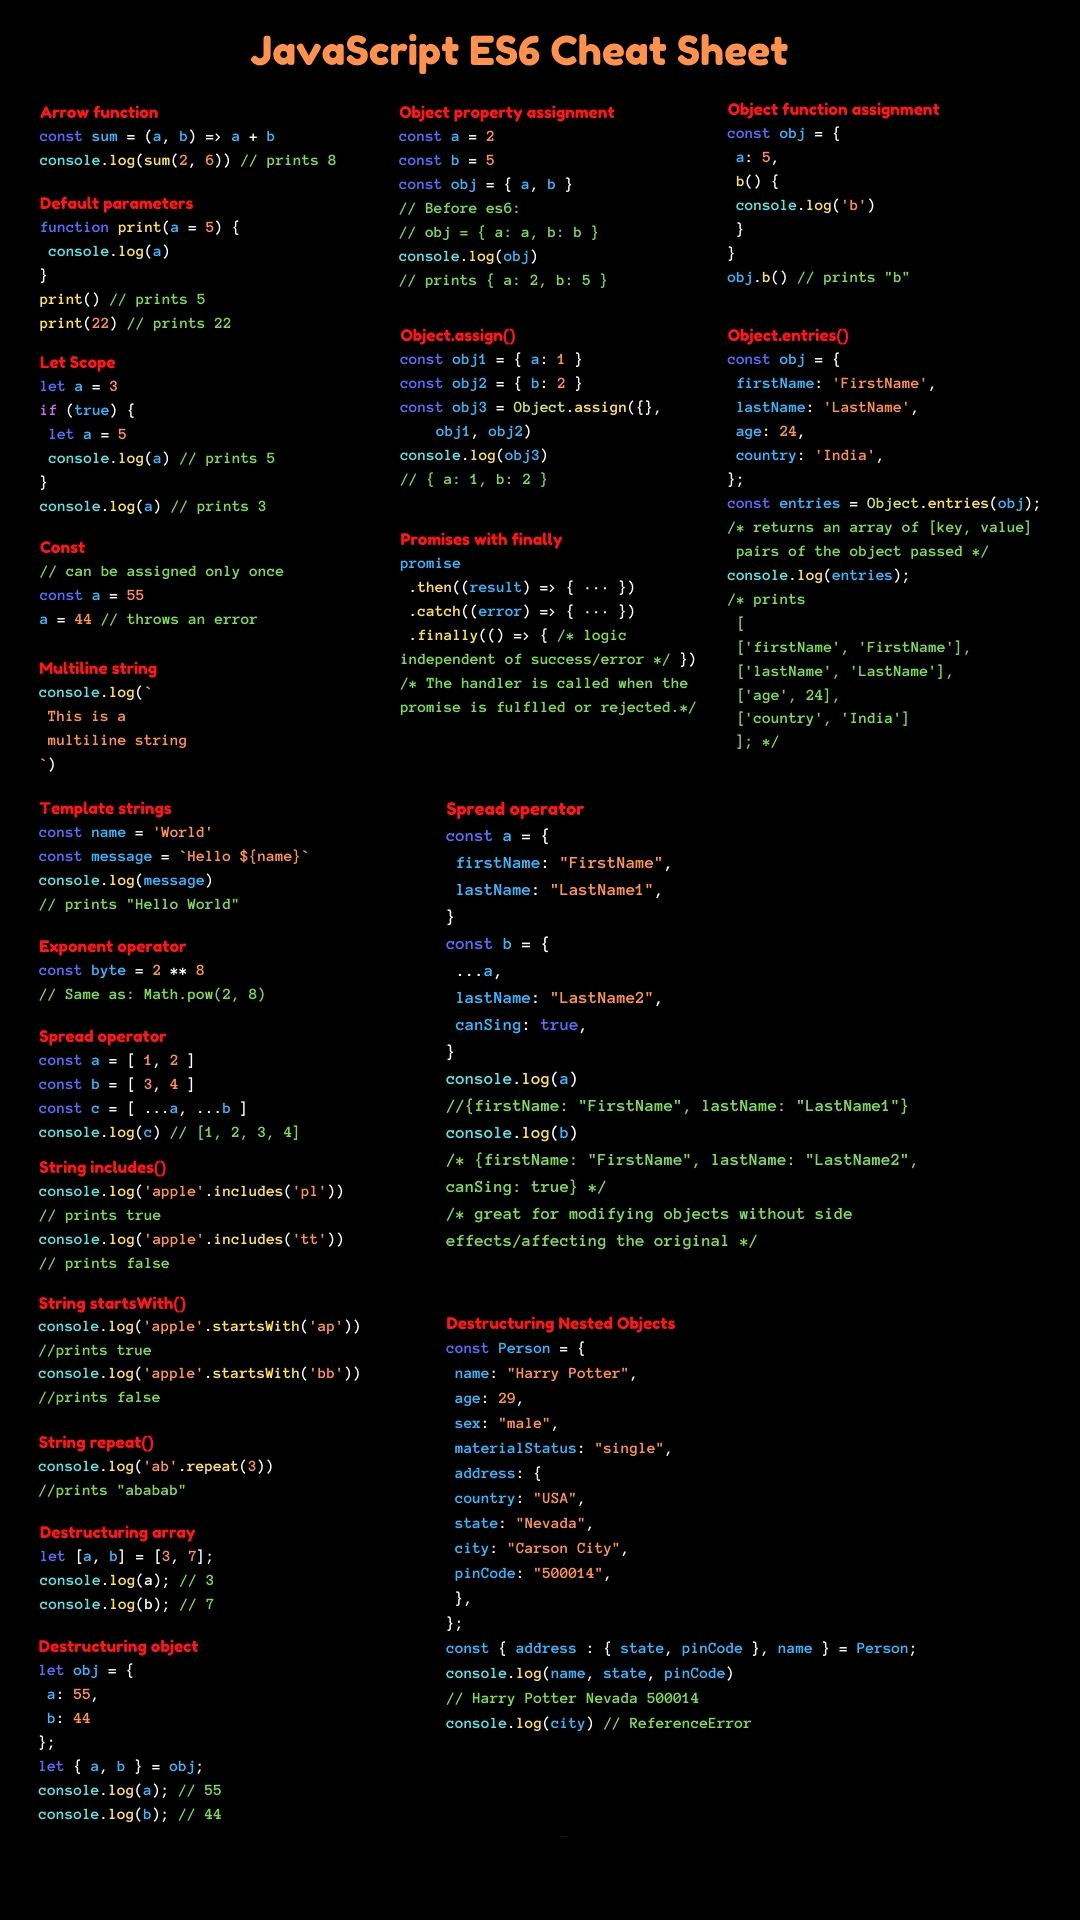 JavaScript ES6 Cheat Sheet
Arrow function
const sum = (a, b) => a + b
console.log(sum(2, 6)) // prints 8
Default parameters
function print(a = 5) {
console.log(a)
}
print() // prints 5
print(22) // prints 22
Let Scope
let a = 3
if (true) {
let a = 5
console.log(a) // prints 5
}
console.log(a) // prints 3
Const
// can be assigned only once
const a = 55
a = 44 // throws an error
Multiline string
console.log(`
This is a
multiline string
`)
Object property assignment
const a = 2
const b = 5
const obj = { a, b }
// Before es6:
// obj = { a: a, b: b }
console.log(obj)
// prints { a: 2, b: 5 }
Object.assign()
const obj1 = { a: 1 }
const obj2 = { b: 2 }
const obj3 = Object.assign({},
obj1, obj2)
console.log(obj3)
// { a: 1, b: 2 }
Promises with finally
promise
.then((result) => { ··· })
.catch((error) => { ··· })
.finally(() => { /* logic
independent of success/error */ })
/* The handler is called when the
promise is fulflled or rejected.*/
Object function assignment
const obj = {
a: 5,
b() {
console.log('b')
}
}
obj.b() // prints "b"
Object.entries()
const obj = {
firstName: 'FirstName',
lastName: 'LastName',
age: 24,
country: 'India',
};
const entries = Object.entries(obj);
/* returns an array of [key, value]
pairs of the object passed */
console.log(entries);
/* prints
[
['firstName', 'FirstName'],
['lastName', 'LastName'],
['age', 24],
['country', 'India']
]; */
Template strings
const name = 'World'
const message = `Hello ${name}`
console.log(message)
// prints "Hello World"
Exponent operator
const byte = 2 ** 8
// Same as: Math.pow(2, 8)
Spread operator
const a = [ 1, 2 ]
const b = [ 3, 4 ]
const c = [ ...a, ...b ]
console.log(c) // [1, 2, 3, 4]
String includes()
console.log('apple'.includes('pl'))
// prints true
console.log('apple'.includes('tt'))
// prints false
String startsWith()
console.log('apple'.startsWith('ap'))
//prints true
console.log('apple'.startsWith('bb'))
//prints false
String repeat()
console.log('ab'.repeat(3))
//prints "ababab"
Destructuring array
let [a, b] = [3, 7];
console.log(a); // 3
console.log(b); // 7
Destructuring object
let obj = {
a: 55,
b: 44
};
let { a, b } = obj;
console.log(a); // 55
console.log(b); // 44
Spread operator
const a = {
firstName: "FirstName",
lastName: "LastName1",
}
const b = {
...a,
lastName: "LastName2",
canSing: true,
}
console.log(a)
//{firstName: "FirstName", lastName: "LastName1"}
console.log(b)
/* {firstName: "FirstName", lastName: "LastName2",
canSing: true} */
/* great for modifying objects without side
effects/affecting the original */
Destructuring Nested Objects
const Person = {
name: "Harry Potter",
age: 29,
sex: "male",
materialStatus: "single",
address: {
country: "USA",
state: "Nevada",
city: "Carson City",
pinCode: "500014",
},
};
const { address : { state, pinCode }, name } = Person;
console.log(name, state, pinCode)
// Harry Potter Nevada 500014
console.log(city) // ReferenceError